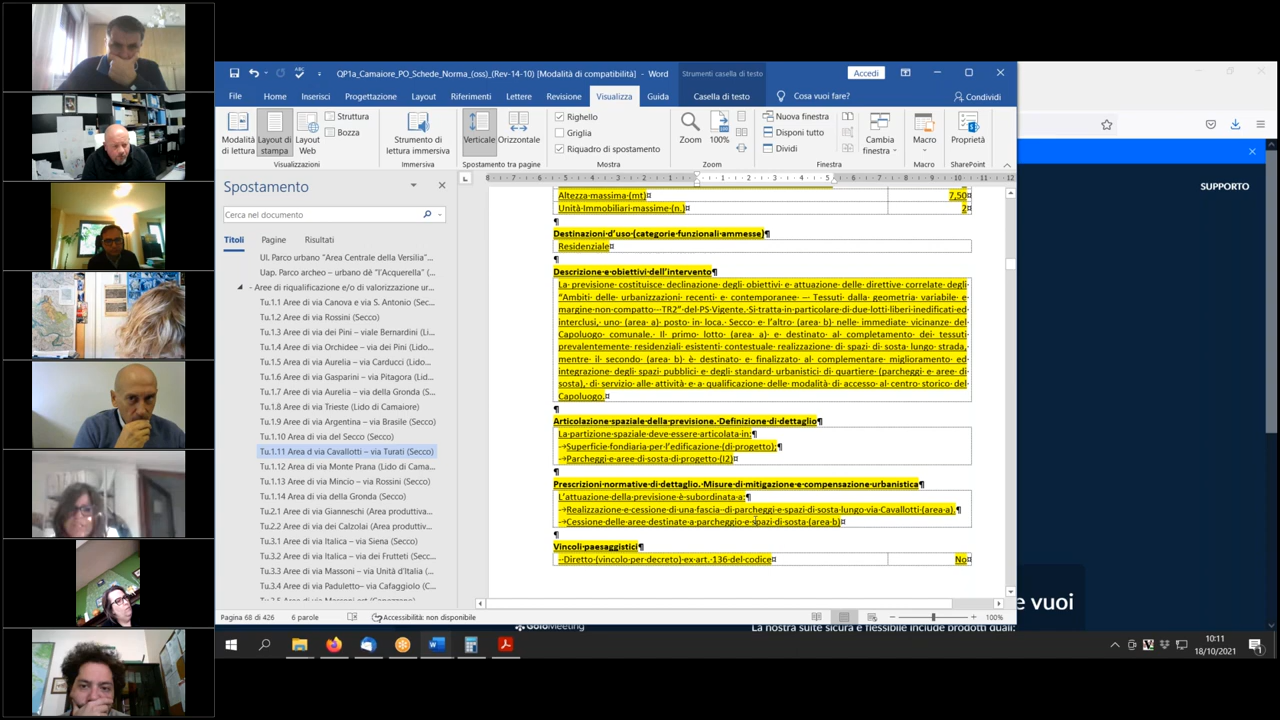 QP1a_Camaiore_PO_Schede_Norma_(oss)_(Rev-14-10) [Modalità di compatibilità] - Word
Strumenti casella di testo
Accedi
File
Home
Inserisci
Progettazione
Layout
Riferimenti
Lettere
Revisione
Visualizza
Guida
Casella di testo
Cosa vuoi fare?
Condividi
Modalità di lettura
Layout di stampa
Layout Web
Struttura
Bozza
Visualizzazioni
Strumento di lettura immersiva
Immersiva
Verticale
Orizzontale
Spostamento tra pagine
Righello
Griglia
Riquadro di spostamento
Mostra
Zoom
100%
Zoom
Nuova finestra
Disponi tutto
Dividi
Cambia finestra
Finestra
Macro
Macro
Proprietà
SharePoint
SUPPORTO
Spostamento
Cerca nel documento
Titoli
Pagine
Risultati
UI. Parco urbano "Area Centrale della Versilia"...
Uap. Parco archeo – urbano dè "l'Acquerella" (...
- Aree di riqualificazione e/o di valorizzazione ur...
Tu.1.1 Aree di via Canova e via S. Antonio (Sec...
Tu.1.2 Aree di via Rossini (Secco)
Tu.1.3 Aree di via dei Pini – viale Bernardini (Li...
Tu.1.4 Aree di via Orchidee – via dei Pini (Lido...
Tu.1.5 Aree di via Aurelia – via Carducci (Lido...
Tu.1.6 Aree di via Gasparini – via Pitagora (Lid...
Tu.1.7 Aree di via Aurelia – via della Gronda (S...
Tu.1.8 Aree di via Trieste (Lido di Camaiore)
Tu.1.9 Aree di via Argentina – via Brasile (Secco)
Tu.1.10 Aree di via del Secco (Secco)
Tu.1.11 Area d via Cavallotti – via Turati (Secco)
Tu.1.12 Area di via Monte Prana (Lido di Cama...
Tu.1.13 Area di via Mincio – via Rossini (Secco)
Tu.1.14 Area di via della Gronda (Secco)
Tu.2.1 Area di via Gianneschi (Area produttiv...
Tu.2.2 Area di via dei Calzolai (Area produttiva...
Tu.3.1 Area di via Italica – via Siena (Secco)
Tu.3.2 Area di via Italica – via dei Frutteti (Sec...
Tu.3.3 Area di via Massoni – via Unità d'Italia...
Tu.3.4 Area di via Paduletto– via Cafaggiolo (C...
Altezza massima (mt)
7,50
Unità Immobiliari massime (n.)
2
Destinazioni d'uso (categorie funzionali ammesse)
Residenziale
Descrizione e obiettivi dell'intervento
La previsione costituisce declinazione degli obiettivi e attuazione delle direttive correlate degli
"Ambiti delle urbanizzazioni recenti e contemporanee –- Tessuti dalla geometria variabile e
margine non compatto –TR2" del PS Vigente. Si tratta in particolare di due lotti liberi inedificati ed
interclusi, uno (area a) posto in loca. Secco e l'altro (area b) nelle immediate vicinanze del
Capoluogo comunale. Il primo lotto (area a) e destinato al completamento dei tessuti
prevalentemente residenziali esistenti contestuale realizzazione di spazi di sosta lungo strada,
mentre il secondo (area b) è destino e finalizzato al complementare miglioramento ed
integrazione degli spazi pubblici e degli standard urbanistici di quartiere (parcheggi e aree di
sosta), di servizio alle attività e a qualificazione delle modalità di accesso al centro storico del
Capoluogo.
Articolazione spaziale della previsione. Definizione di dettaglio
La partizione spaziale deve essere articolata in:
- Superficie fondiaria per l'edificazione (di progetto);
- Parcheggi e aree di sosta di progetto (I2)
Prescrizioni normative di dettaglio. Misure di mitigazione e compensazione urbanistica
L'attuazione della previsione è subordinata a:
- Realizzazione e cessione di una fascia di parcheggi e spazi di sosta lungo via Cavallotti (area a).
- Cessione delle aree destinate a parcheggio e spazi di sosta (area b)
Vincoli paesaggistici
- Diretto (vincolo per decreto) ex art. 136 del codice
No
Pagina 68 di 426
6 parole
Accessibilità: non disponibile
100%
GoToMeeting
La nostra suite sicura e flessibile include prodotti duali:
e vuoi
10:11
18/10/2021